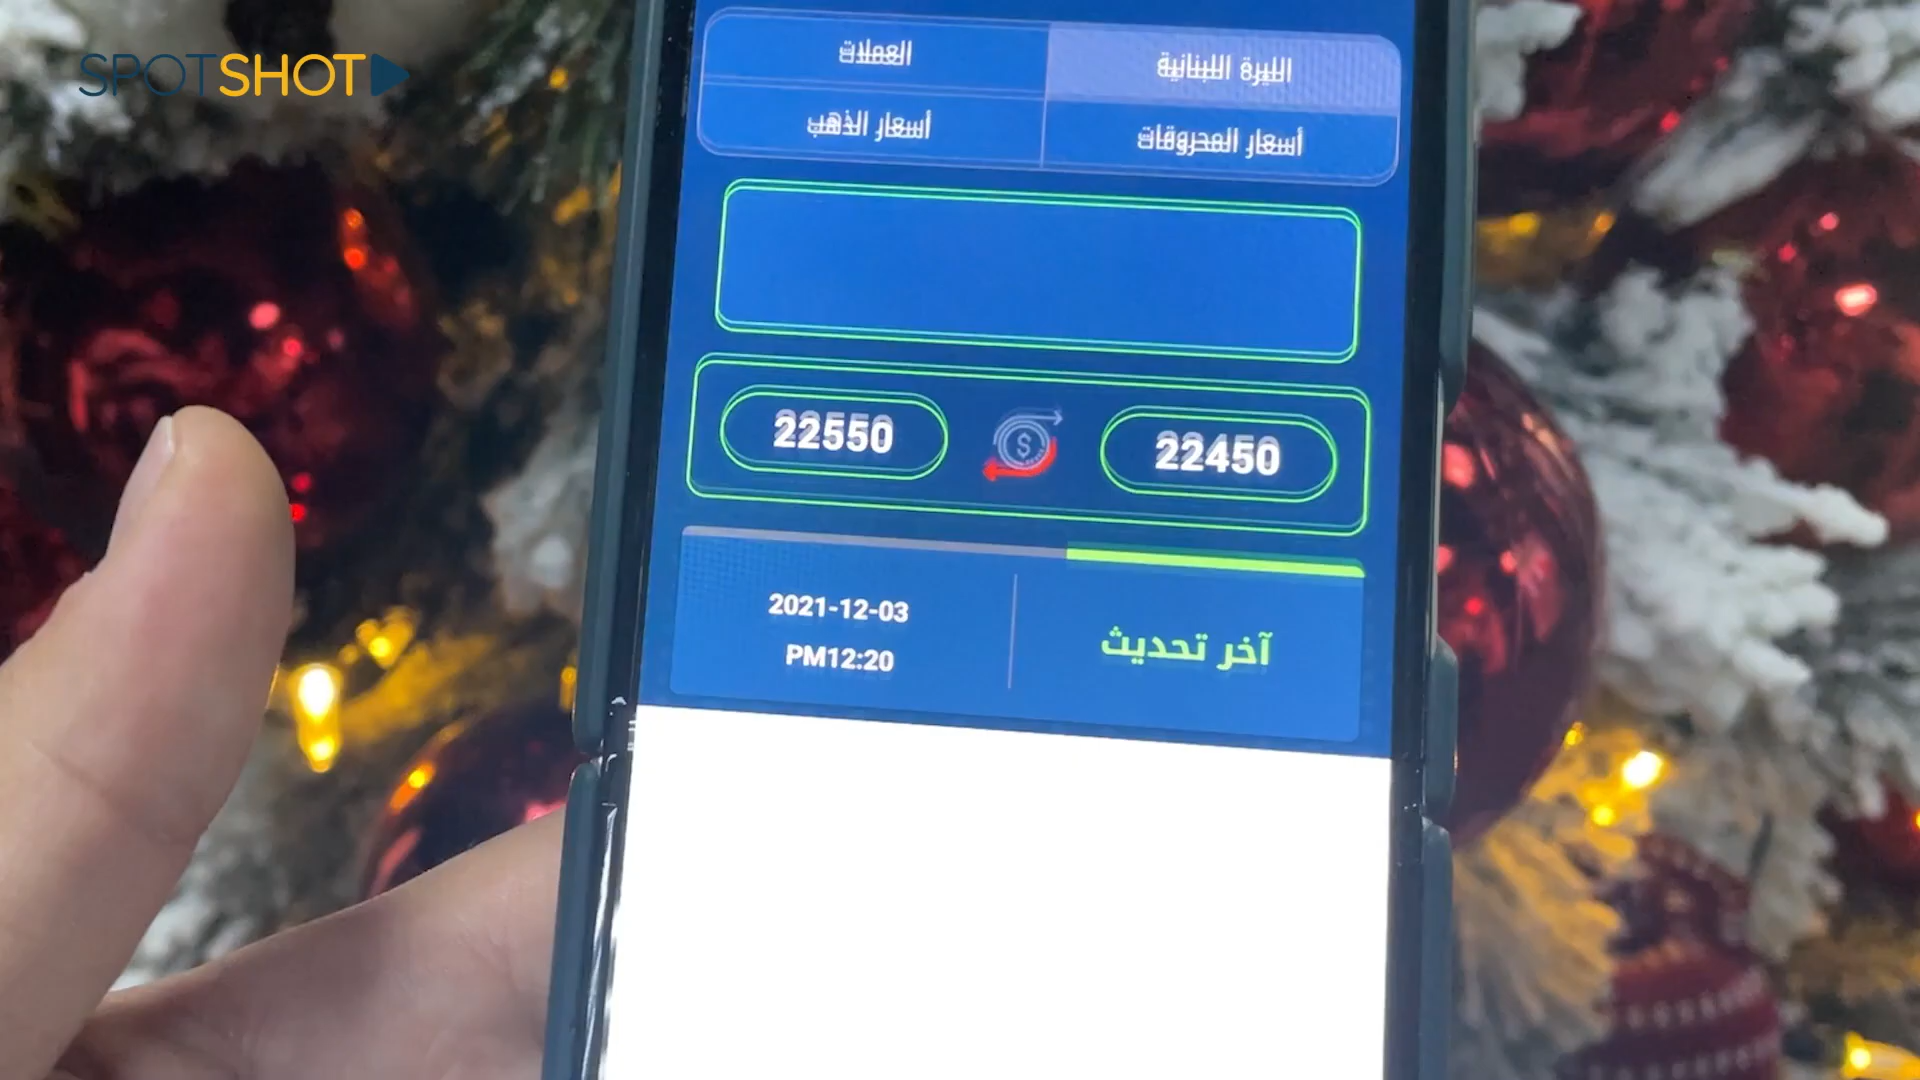 SPOTSHOT
الليرة اللبنانية
العملات
أسعار المحروقات
أسعار الذهب
22450
22550
آخر تحديث
2021-12-03
PM12:20